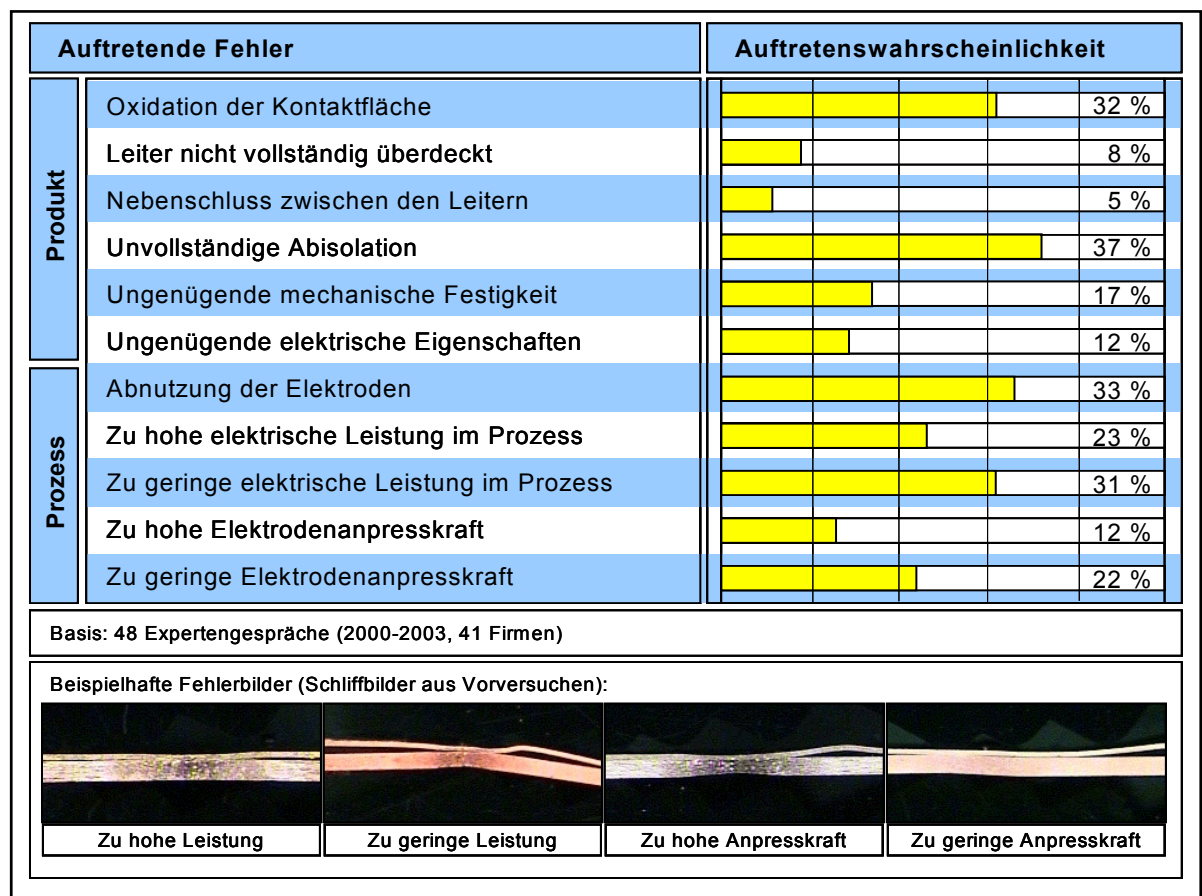 Auftretende Fehler
Auftretenswahrscheinlichkeit
Produkt
Oxidation der Kontaktfläche 32 %
Leiter nicht vollständig überdeckt 8 %
Nebenschluss zwischen den Leitern 5 %
Unvollständige Abisolation 37 %
Ungenügende mechanische Festigkeit 17 %
Ungenügende elektrische Eigenschaften 12 %
Prozess
Abnutzung der Elektroden 33 %
Zu hohe elektrische Leistung im Prozess 23 %
Zu geringe elektrische Leistung im Prozess 31 %
Zu hohe Elektrodenanpresskraft 12 %
Zu geringe Elektrodenanpresskraft 22 %
Basis: 48 Expertengespräche (2000-2003, 41 Firmen)
Beispielhafte Fehlerbilder (Schliffbilder aus Vorversuchen):
Zu hohe Leistung
Zu geringe Leistung
Zu hohe Anpresskraft
Zu geringe Anpresskraft